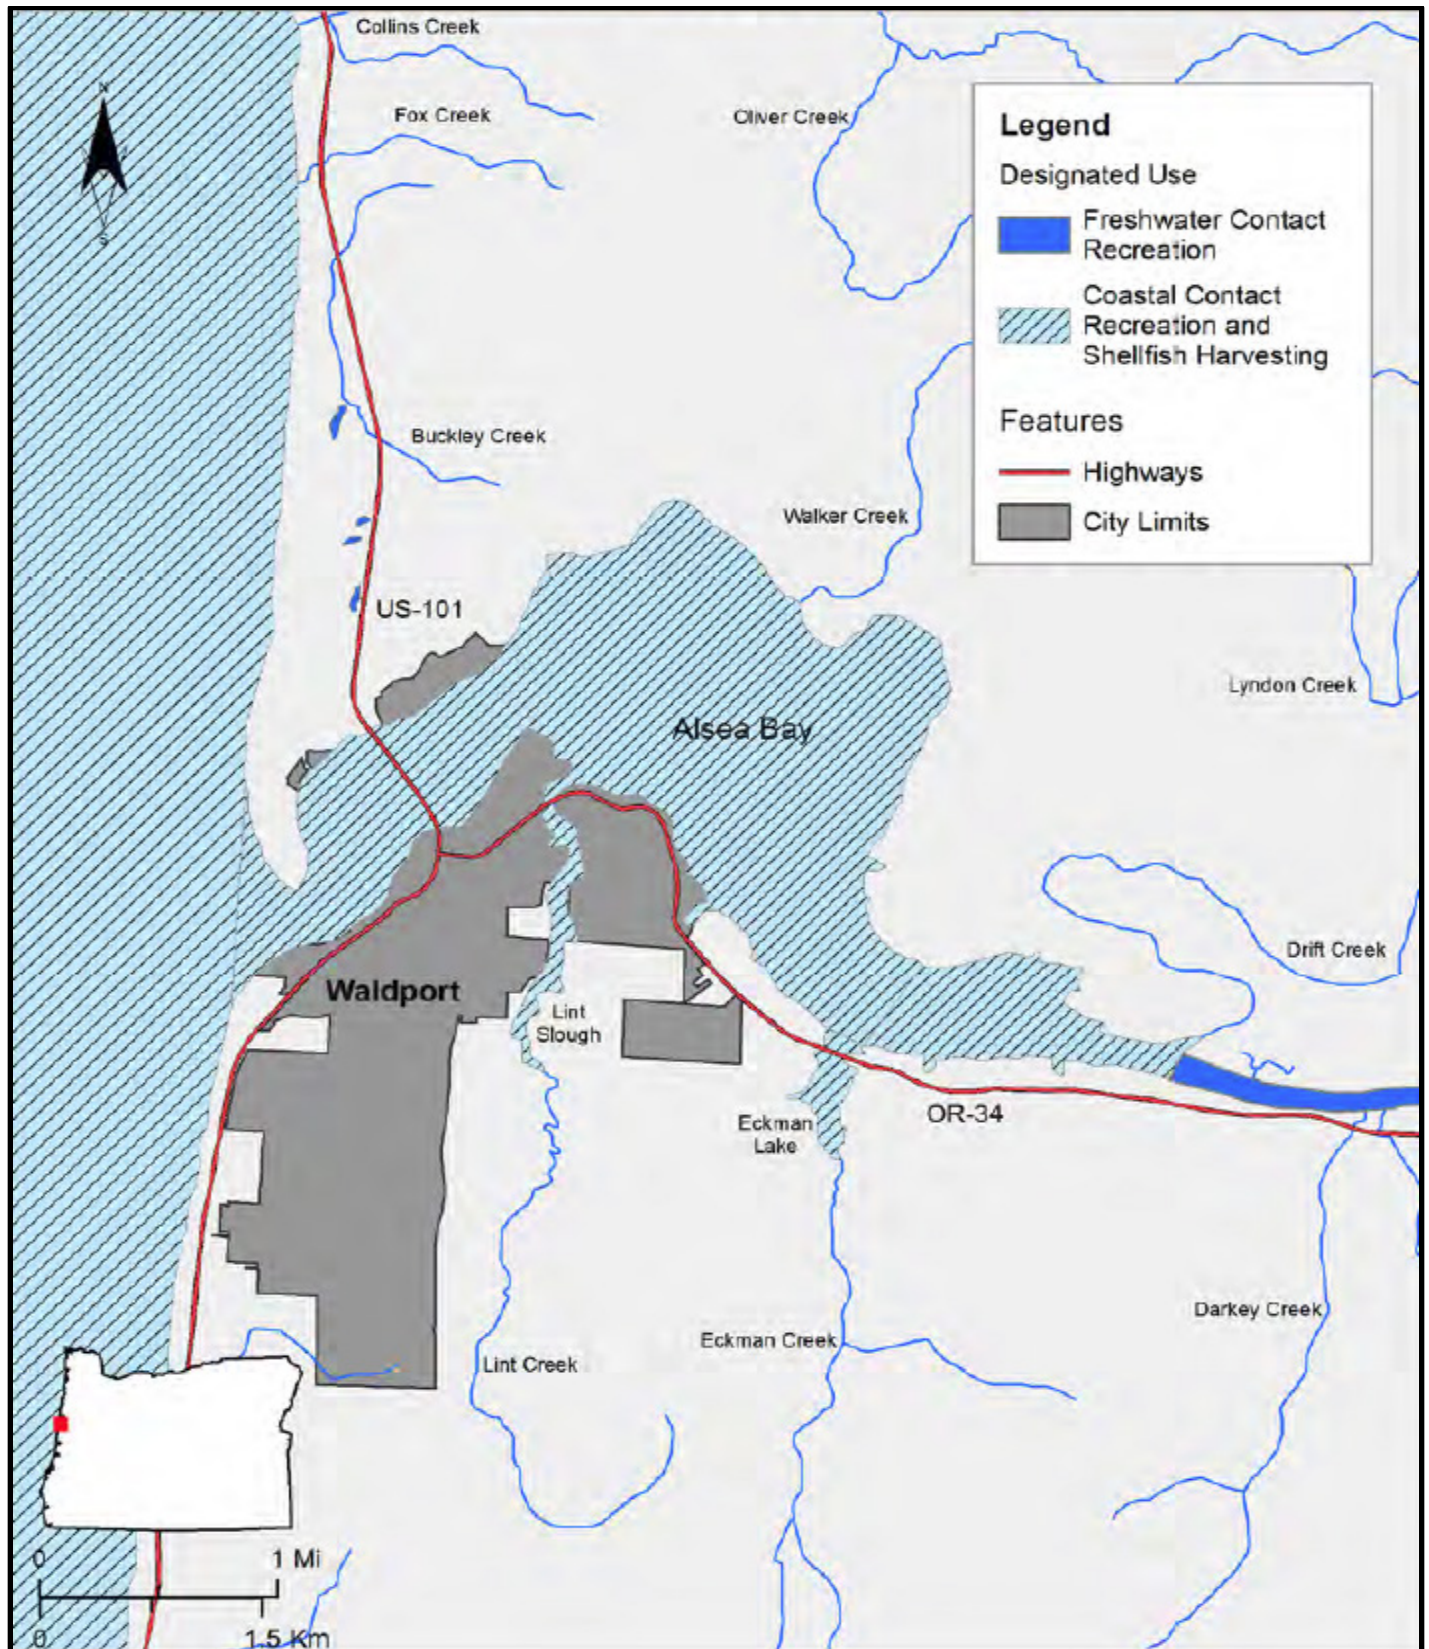 Collins Creek
N
Fox Creek
Oliver Creek
S
Legend
Designated Use
Freshwater Contact
Recreation
Coastal Contact
Recreation and
Shellfish Harvesting
Features
Highways
City Limits
Buckley Creek
Walker Creek
US-101
Lyndon Creek
Alsea Bay
Drift Creek
Waldport
Lint
Slough
OR-34
Eckman
Lake
Darkey Creek
Eckman Creek
Lint Creek
0 1 Mi
0 1.5 Km